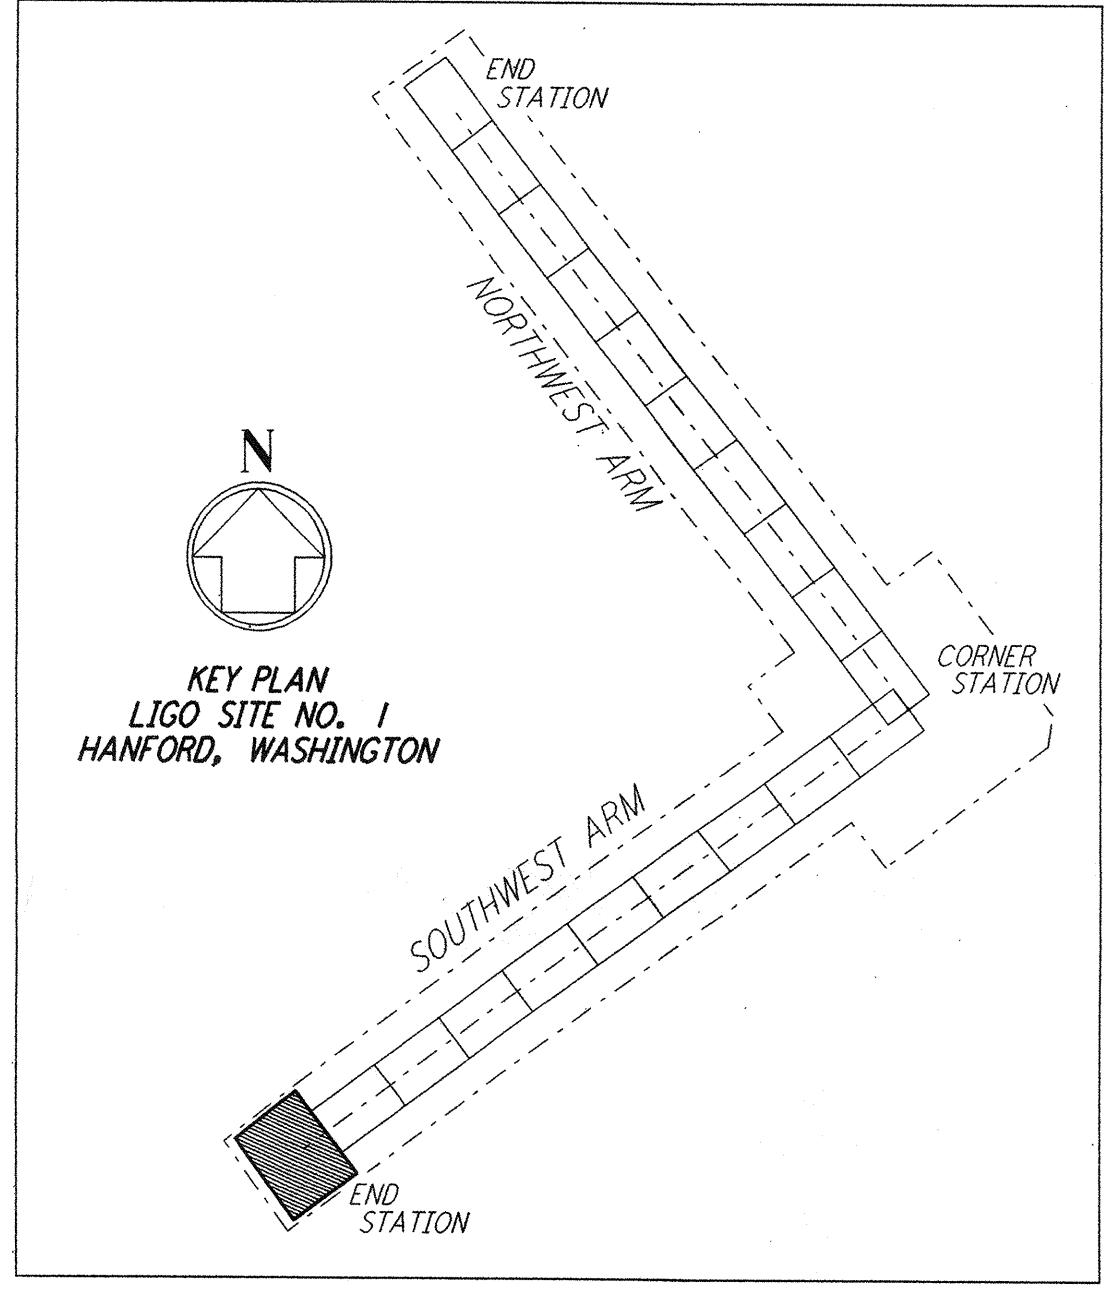 END
STATION
NORTHWEST ARM
N
KEY PLAN
LIGO SITE NO. 1
HANFORD, WASHINGTON
CORNER
STATION
SOUTHWEST ARM
END
STATION